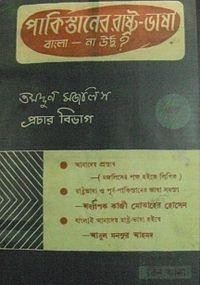 পাকিস্তানের রাষ্ট্র-ভাষা
বাংলা — না উর্দু?
তমদ্দুন মজলিস
প্রচার বিভাগ
● আমাদের প্রস্তাব
—(মজলিসের পক্ষ হইতে লিখিত)
● রাষ্ট্রভাষা ও পূর্ব-পাকিস্তানের ভাষা সমস্যা
—অধ্যাপক কাজী মোতাহের হোসেন
● বাংলাই আমাদের রাষ্ট্র-ভাষা হইবে
—আবুল মনসুর আহমদ